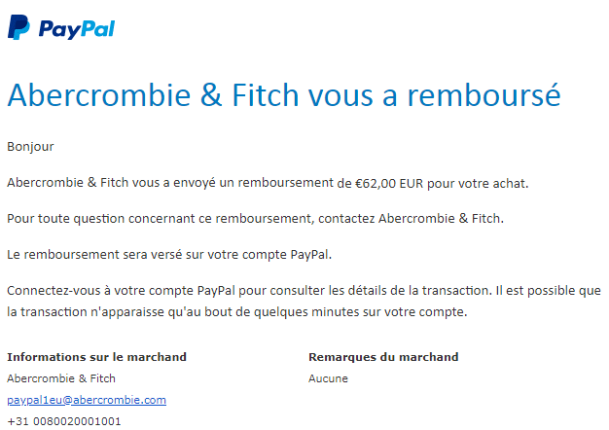 PayPal
Abercrombie & Fitch vous a remboursé
Bonjour
Abercrombie & Fitch vous a envoyé un remboursement de €62,00 EUR pour votre achat.
Pour toute question concernant ce remboursement, contactez Abercrombie & Fitch.
Le remboursement sera versé sur votre compte PayPal.
Connectez-vous à votre compte PayPal pour consulter les détails de la transaction. Il est possible que
la transaction n'apparaisse qu'au bout de quelques minutes sur votre compte.
Informations sur le marchand
Abercrombie & Fitch
paypal1eu@abercrombie.com
+31 0080020001001
Remarques du marchand
Aucune